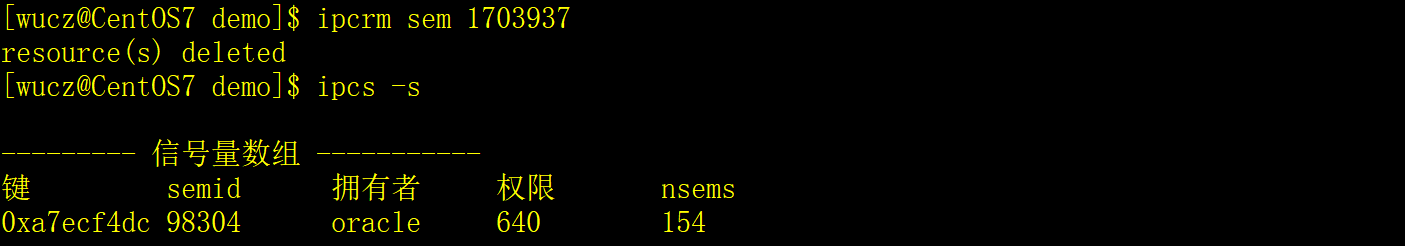 [wucz@CentOS7 demo]$ ipcrm sem 1703937
resource(s) deleted
[wucz@CentOS7 demo]$ ipcs -s
--------- 信号量数组 -----------
键         semid      拥有者     权限       nsems
0xa7ecf4dc 98304      oracle     640        154